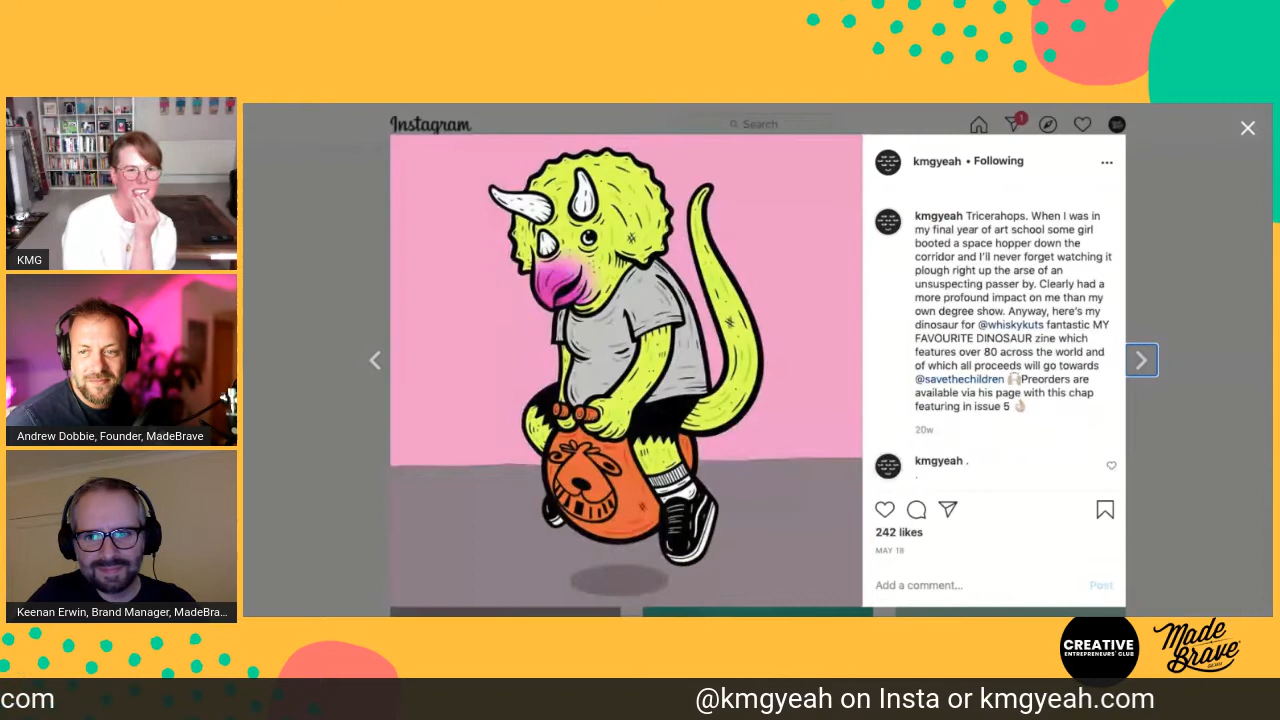 Instagram
Search
1
kmgyeah • Following
kmgyeah Tricerahops. When I was in
my final year of art school some girl
booted a space hopper down the
corridor and I'll never forget watching it
plough right up the arse of an
unsuspecting passer by. Clearly had a
more profound impact on me than my
own degree show. Anyway, here's my
dinosaur for @whiskykuts fantastic MY
FAVOURITE DINOSAUR zine which
features over 80 across the world and
of which all proceeds will go towards
@savethechildren 🙌🏻Preorders are
available via his page with this chap
featuring in issue 5 👌🏻
20w
kmgyeah .
.
242 likes
MAY 18
Add a comment...
Post
KMG
Andrew Dobbie, Founder, MadeBrave
Keenan Erwin, Brand Manager, MadeBra...
CREATIVE
ENTREPRENEURS' CLUB
Made
Brave
com
@kmgyeah on Insta or kmgyeah.com